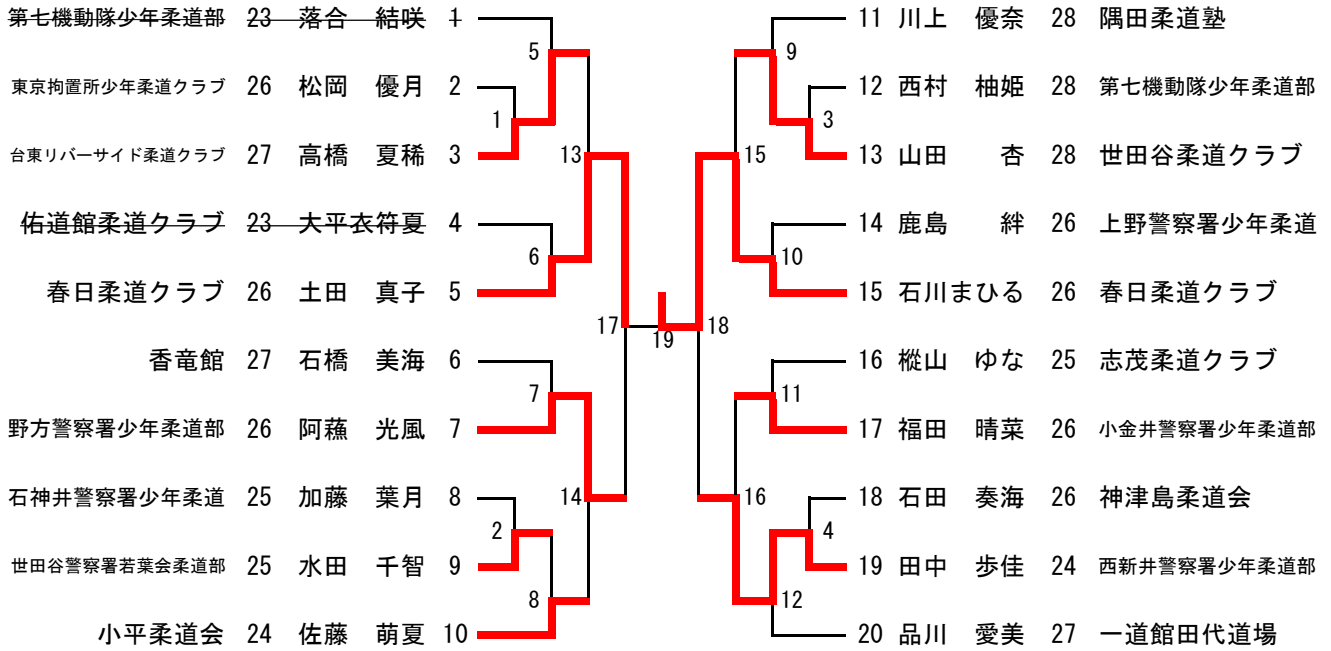 第七機動隊少年柔道部 23 落合 結咲 1
東京拘置所少年柔道クラブ 26 松岡 優月 2
台東リバーサイド柔道クラブ 27 高橋 夏稀 3
佑道館柔道クラブ 23 大平衣符夏 4
春日柔道クラブ 26 土田 真子 5
香竜館 27 石橋 美海 6
野方警察署少年柔道部 26 阿蘓 光風 7
石神井警察署少年柔道 25 加藤 葉月 8
世田谷警察署若葉会柔道部 25 水田 千智 9
小平柔道会 24 佐藤 萌夏 10
5
1
13
6
17
7
14
2
8
19
9
3
15
10
18
11
16
4
12
11 川上 優奈 28 隅田柔道塾
12 西村 柚姫 28 第七機動隊少年柔道部
13 山田 杏 28 世田谷柔道クラブ
14 鹿島 絆 26 上野警察署少年柔道
15 石川まひる 26 春日柔道クラブ
16 樅山 ゆな 25 志茂柔道クラブ
17 福田 晴菜 26 小金井警察署少年柔道部
18 石田 奏海 26 神津島柔道会
19 田中 歩佳 24 西新井警察署少年柔道部
20 品川 愛美 27 一道館田代道場